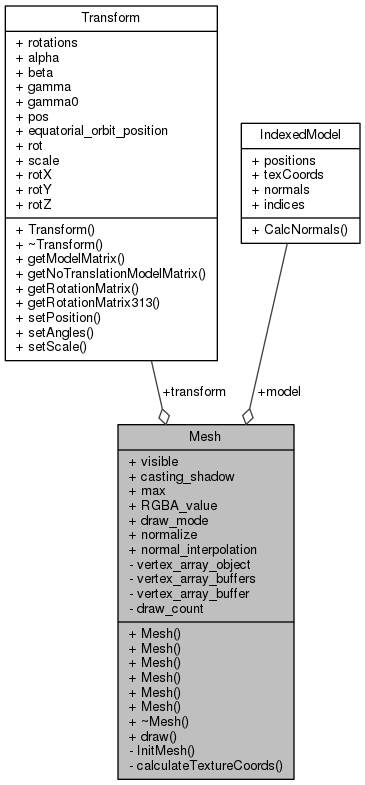 Transform
+ rotations
+ alpha
+ beta
+ gamma
+ gamma0
+ pos
+ equatorial_orbit_position
+ rot
+ scale
+ rotX
+ rotY
+ rotZ
+ Transform()
+ ~Transform()
+ getModelMatrix()
+ getNoTranslationModelMatrix()
+ getRotationMatrix()
+ getRotationMatrix313()
+ setPosition()
+ setAngles()
+ setScale()
IndexedModel
+ positions
+ texCoords
+ normals
+ indices
+ CalcNormals()
+transform
+model
Mesh
+ visible
+ casting_shadow
+ max
+ RGBA_value
+ draw_mode
+ normalize
+ normal_interpolation
- vertex_array_object
- vertex_array_buffers
- vertex_array_buffer
- draw_count
+ Mesh()
+ Mesh()
+ Mesh()
+ Mesh()
+ Mesh()
+ Mesh()
+ ~Mesh()
+ draw()
- InitMesh()
- calculateTextureCoords()